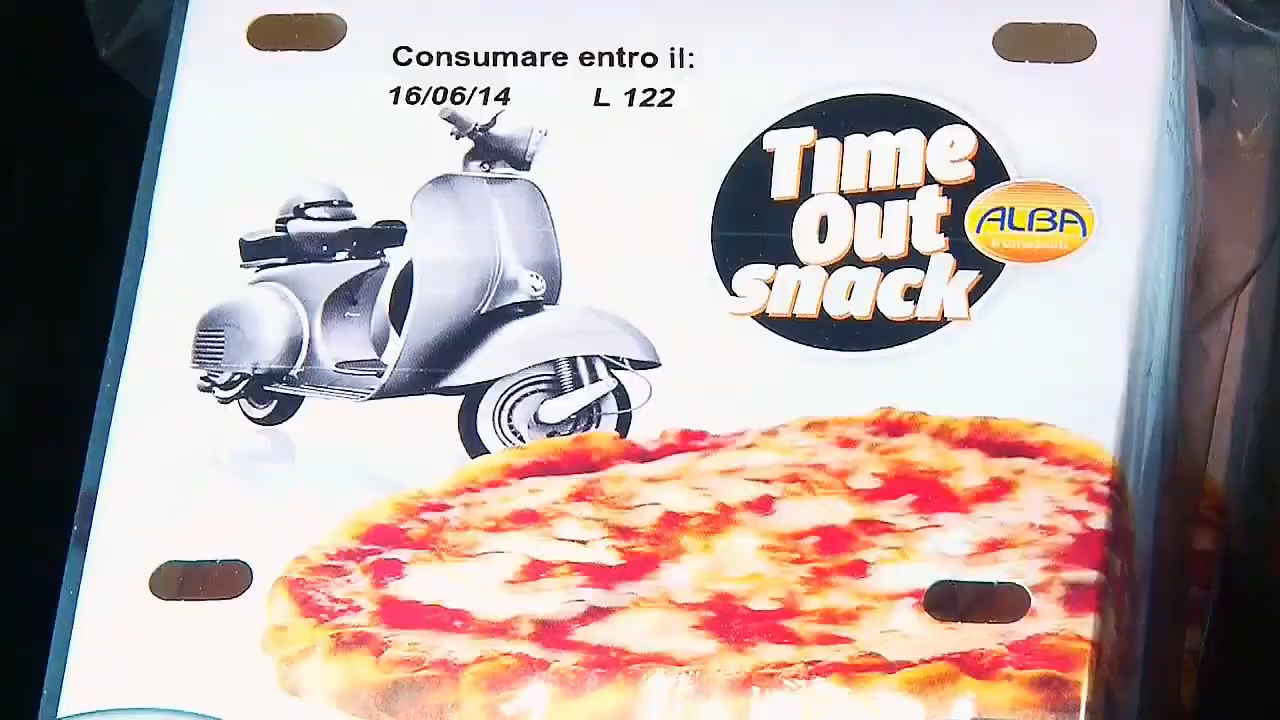 Consumare entro il:
16/06/14 L 122
Time
Out
snack
ALBA